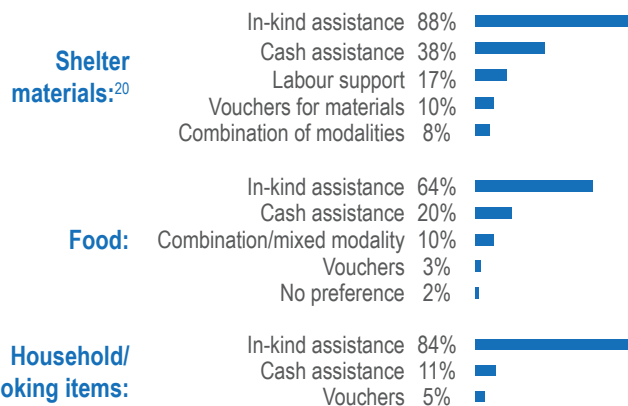 In-kind assistance 88%
Cash assistance 38%
Shelter materials:20
Labour support 17%
Vouchers for materials 10%
Combination of modalities 8%
In-kind assistance 64%
Cash assistance 20%
Food:
Combination/mixed modality 10%
Vouchers 3%
No preference 2%
In-kind assistance 84%
Household/
Cash assistance 11%
oking items:
Vouchers 5%